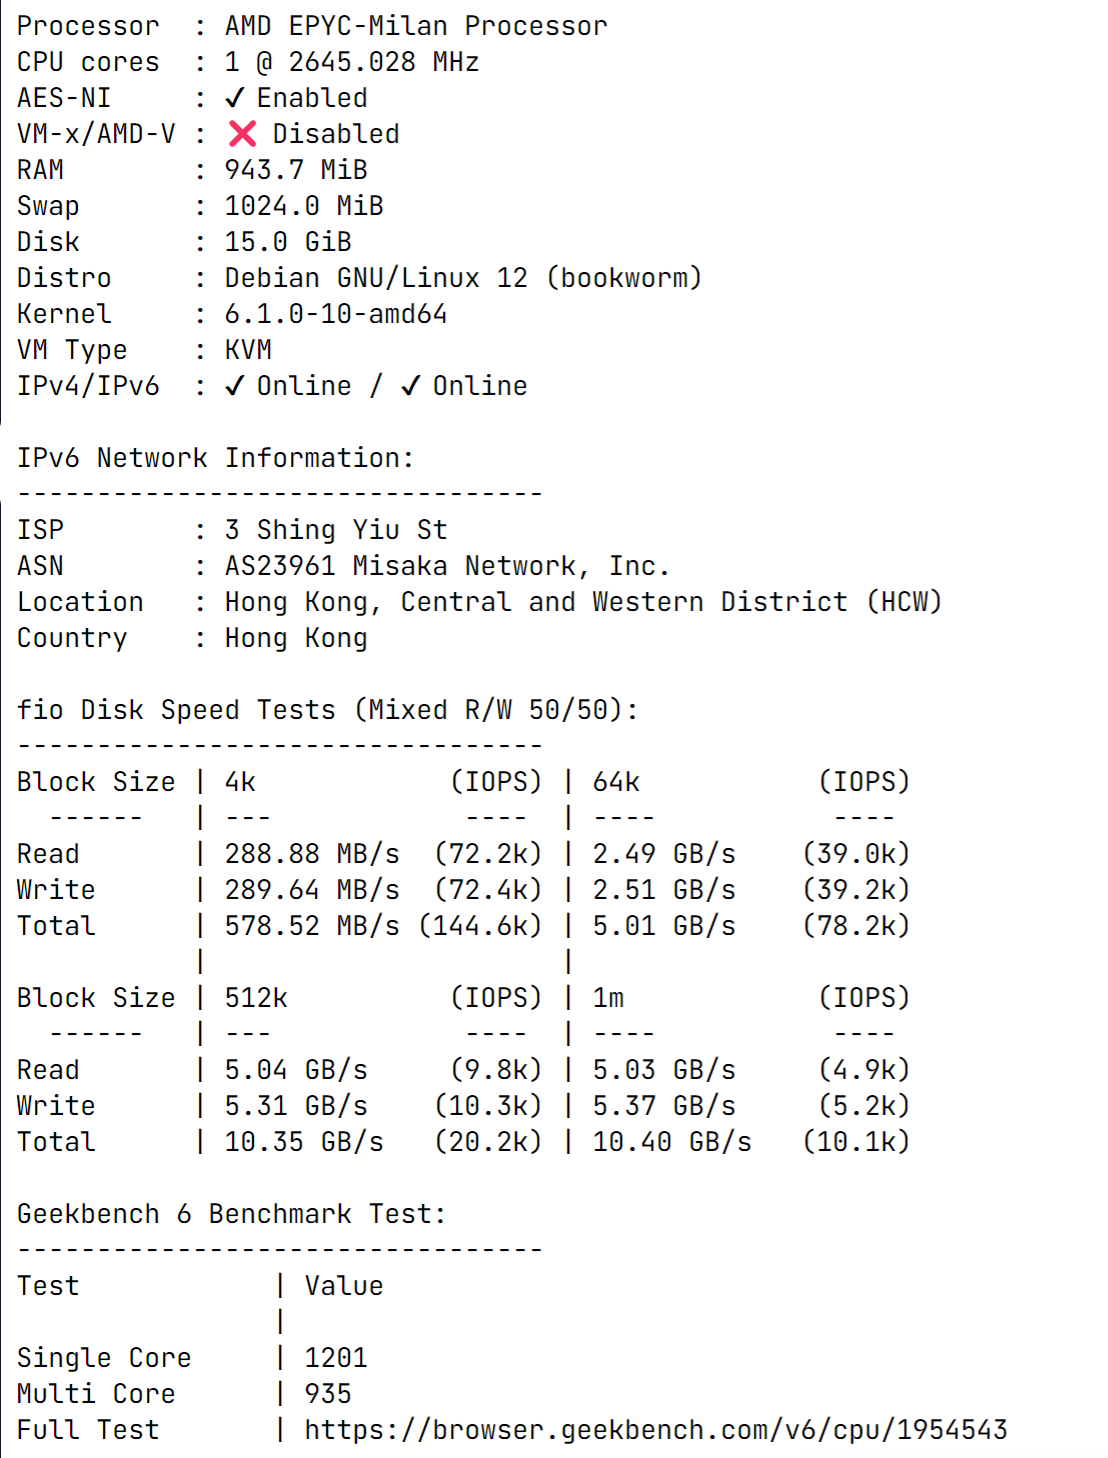 Processor  : AMD EPYC-Milan Processor
CPU cores  : 1 @ 2645.028 MHz
AES-NI     : ✔ Enabled
VM-x/AMD-V : ❌ Disabled
RAM        : 943.7 MiB
Swap       : 1024.0 MiB
Disk       : 15.0 GiB
Distro     : Debian GNU/Linux 12 (bookworm)
Kernel     : 6.1.0-10-amd64
VM Type    : KVM
IPv4/IPv6  : ✔ Online / ✔ Online

IPv6 Network Information:
---------------------------------
ISP        : 3 Shing Yiu St
ASN        : AS23961 Misaka Network, Inc.
Location   : Hong Kong, Central and Western District (HCW)
Country    : Hong Kong

fio Disk Speed Tests (Mixed R/W 50/50):
---------------------------------
Block Size | 4k            (IOPS) | 64k           (IOPS)
  ------   | ---            ----  | ----           ----
Read       | 288.88 MB/s  (72.2k) | 2.49 GB/s    (39.0k)
Write      | 289.64 MB/s  (72.4k) | 2.51 GB/s    (39.2k)
Total      | 578.52 MB/s (144.6k) | 5.01 GB/s    (78.2k)
           |                      |
Block Size | 512k          (IOPS) | 1m            (IOPS)
  ------   | ---            ----  | ----           ----
Read       | 5.04 GB/s     (9.8k) | 5.03 GB/s     (4.9k)
Write      | 5.31 GB/s    (10.3k) | 5.37 GB/s     (5.2k)
Total      | 10.35 GB/s   (20.2k) | 10.40 GB/s   (10.1k)

Geekbench 6 Benchmark Test:
---------------------------------
Test            | Value
                |
Single Core     | 1201
Multi Core      | 935
Full Test       | https://browser.geekbench.com/v6/cpu/1954543